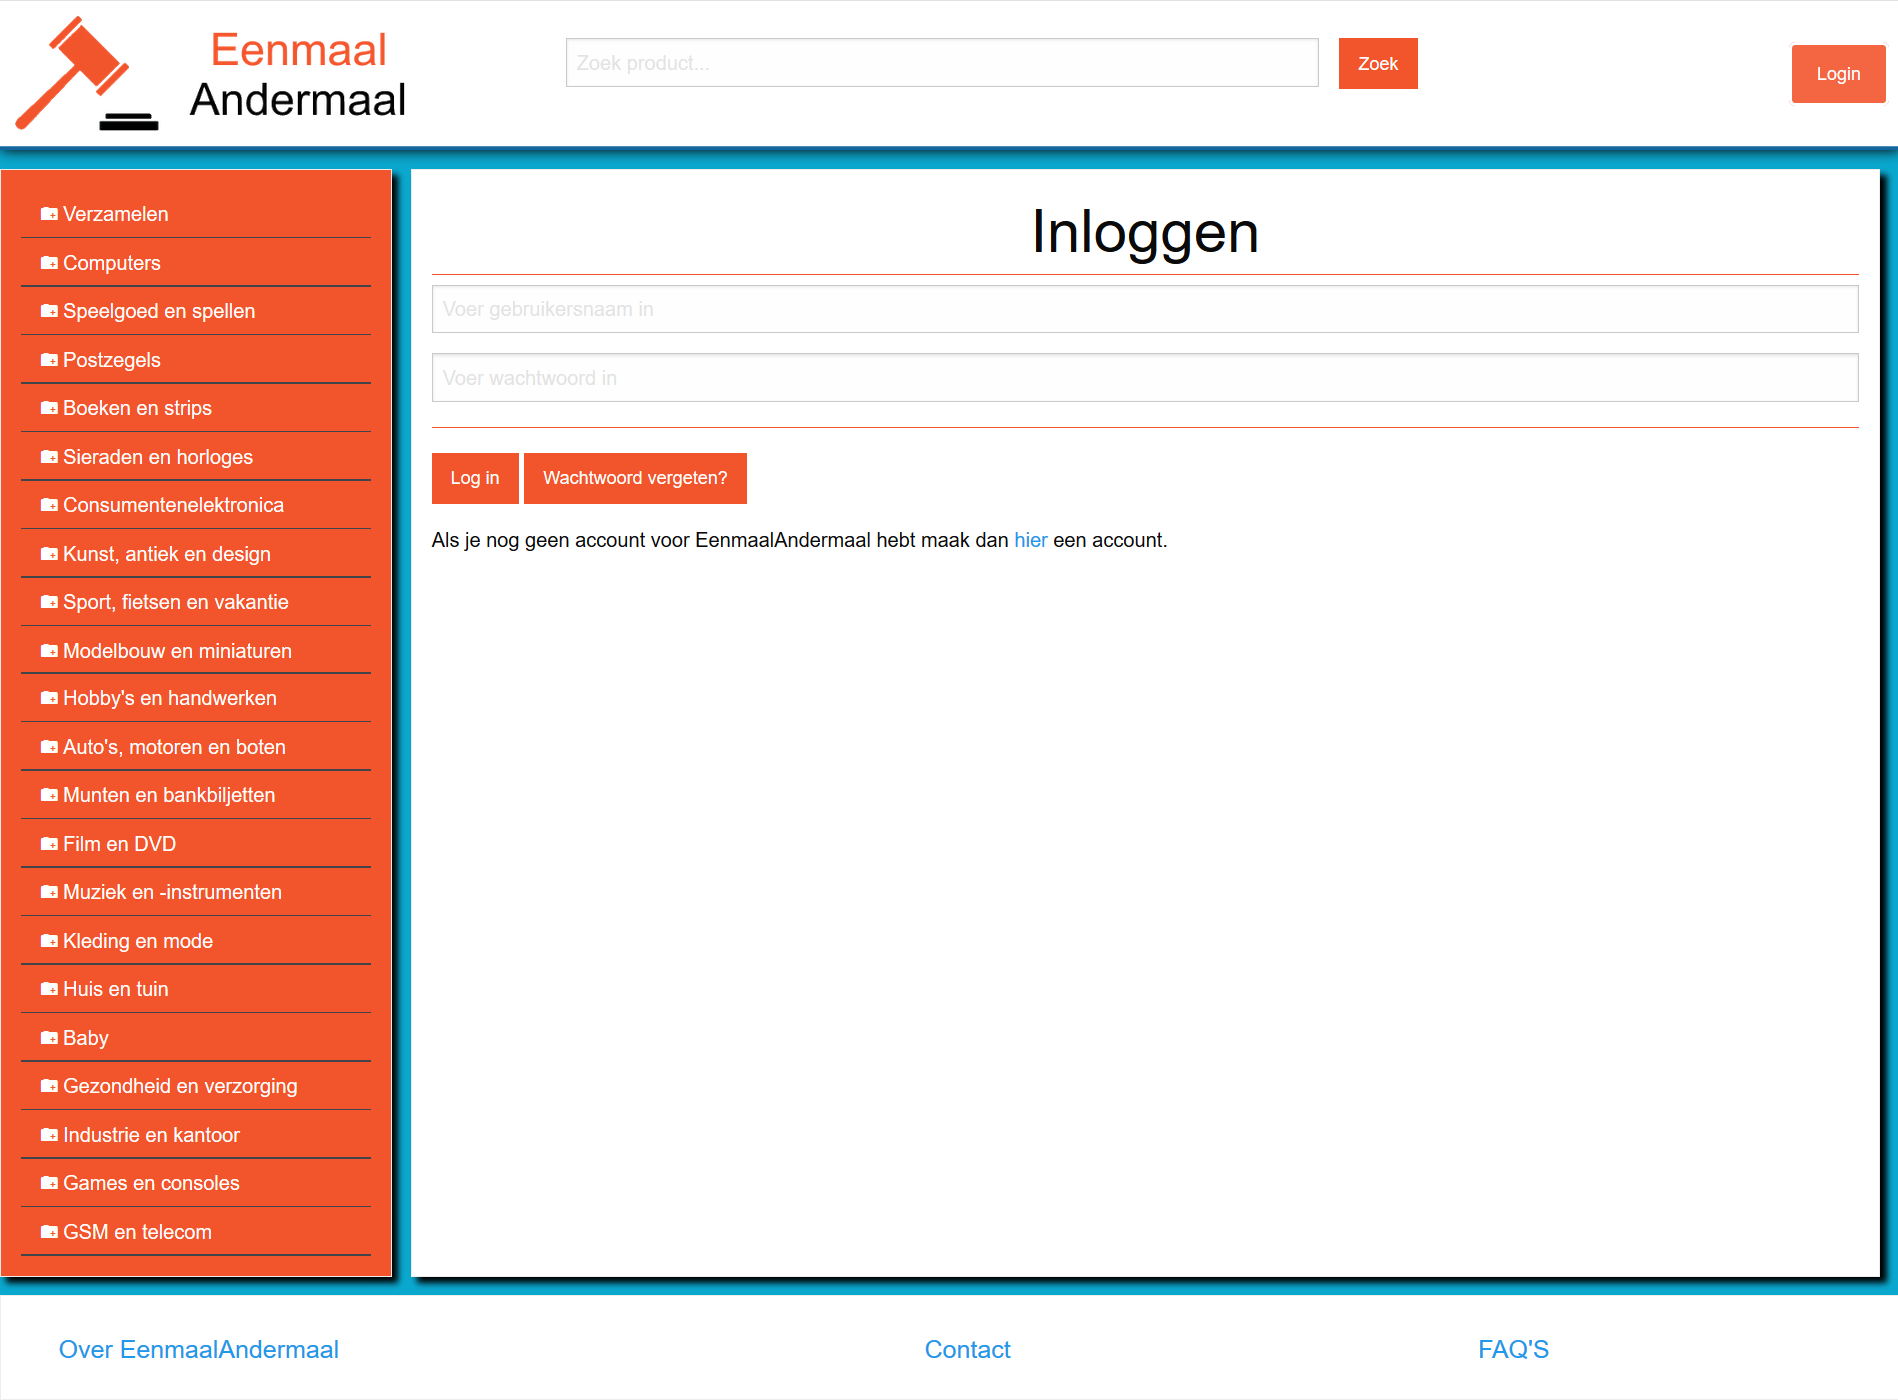 Eenmaal
Andermaal
Zoek product...
Zoek
Login
Verzamelen
Computers
Speelgoed en spellen
Postzegels
Boeken en strips
Sieraden en horloges
Consumentenelektronica
Kunst, antiek en design
Sport, fietsen en vakantie
Modelbouw en miniaturen
Hobby's en handwerken
Auto's, motoren en boten
Munten en bankbiljetten
Film en DVD
Muziek en -instrumenten
Kleding en mode
Huis en tuin
Baby
Gezondheid en verzorging
Industrie en kantoor
Games en consoles
GSM en telecom
Inloggen
Voer gebruikersnaam in
Voer wachtwoord in
Log in
Wachtwoord vergeten?
Als je nog geen account voor EenmaalAndermaal hebt maak dan hier een account.
Over EenmaalAndermaal
Contact
FAQ'S